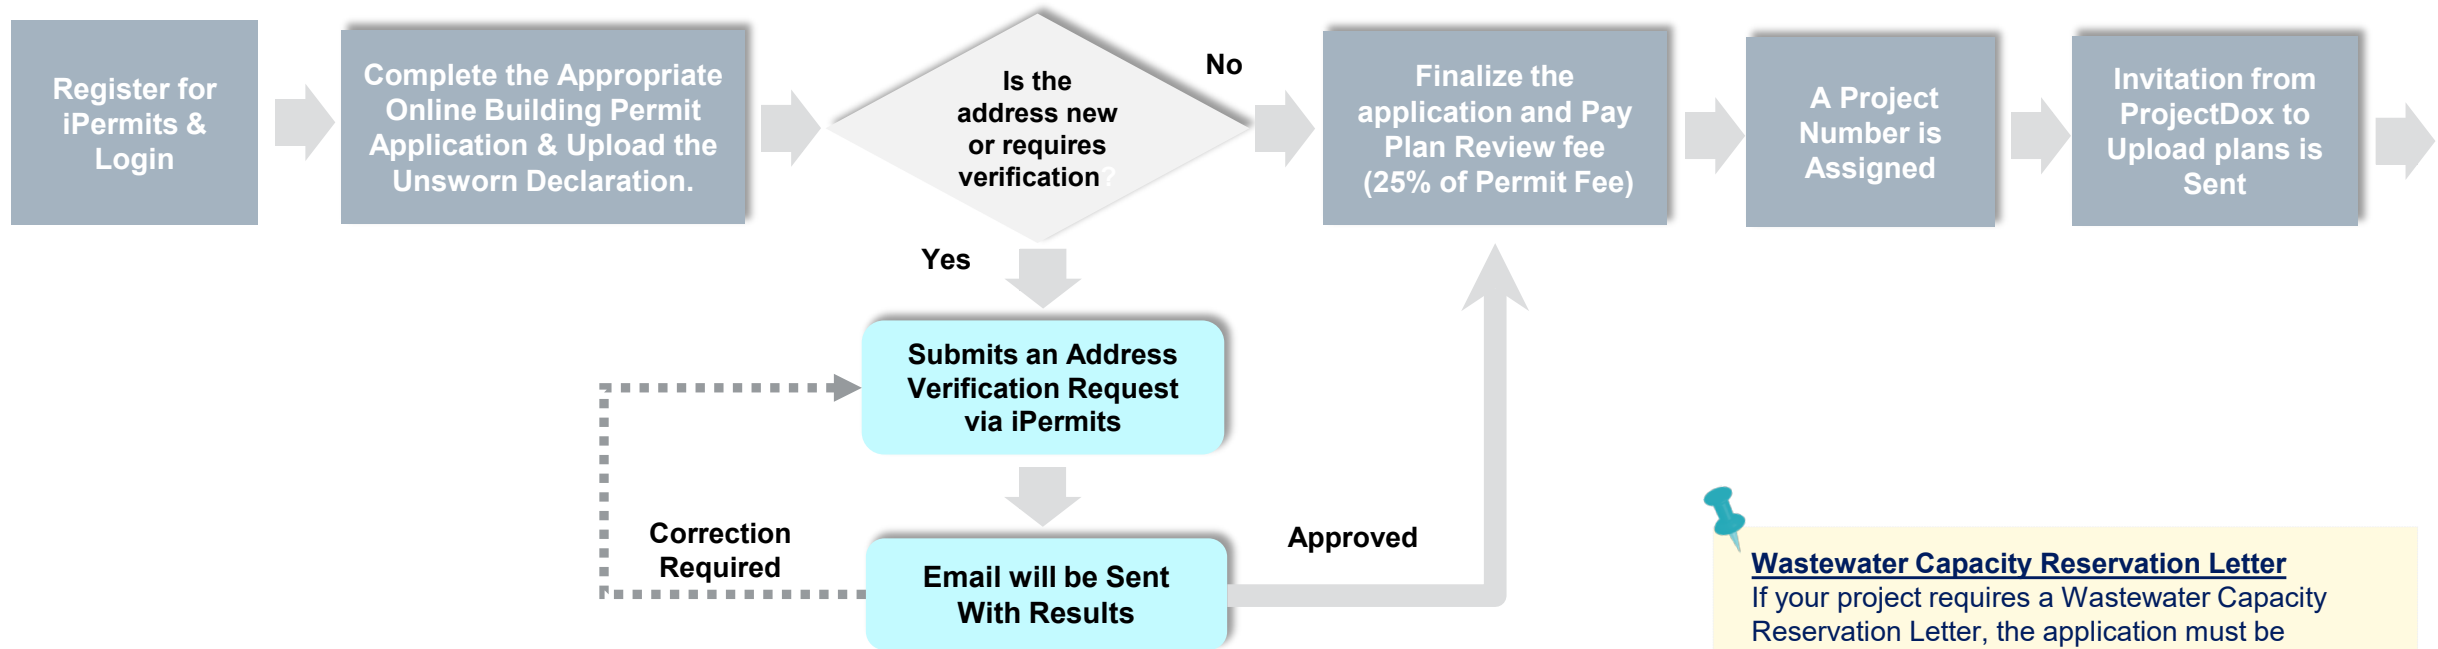 Register for
iPermits &
Login
Complete the Appropriate
Online Building Permit
Application & Upload the
Unsworn Declaration.
Is the
address new
or requires
verification?
No
Yes
Finalize the
application and Pay
Plan Review fee
(25% of Permit Fee)
A Project
Number is
Assigned
Invitation from
ProjectDox to
Upload plans is
Sent
Submits an Address
Verification Request
via iPermits
Correction
Required
Email will be Sent
With Results
Approved
Wastewater Capacity Reservation Letter
If your project requires a Wastewater Capacity
Reservation Letter, the application must be